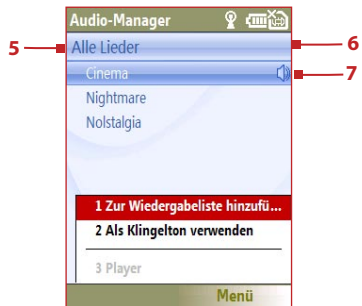 Audio-Manager
5
Alle Lieder
6
Cinema
7
Nightmare
Nolstalgia
1 Zur Wiedergabeliste hinzufü...
2 Als Klingelton verwenden
3 Player
Menü